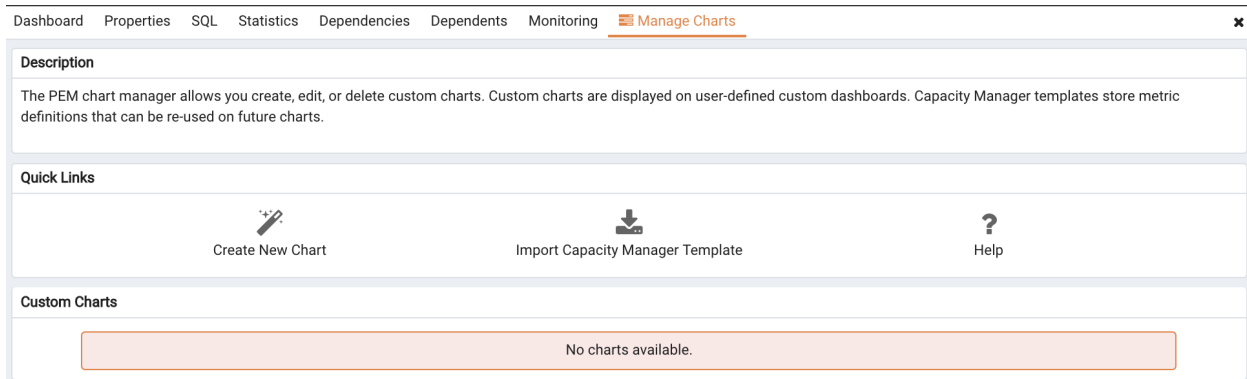 Dashboard Properties SQL Statistics Dependencies Dependents Monitoring Manage Charts
Description
The PEM chart manager allows you create, edit, or delete custom charts. Custom charts are displayed on user-defined custom dashboards. Capacity Manager templates store metric
definitions that can be re-used on future charts.
Quick Links
Create New Chart Import Capacity Manager Template Help
Custom Charts
No charts available.